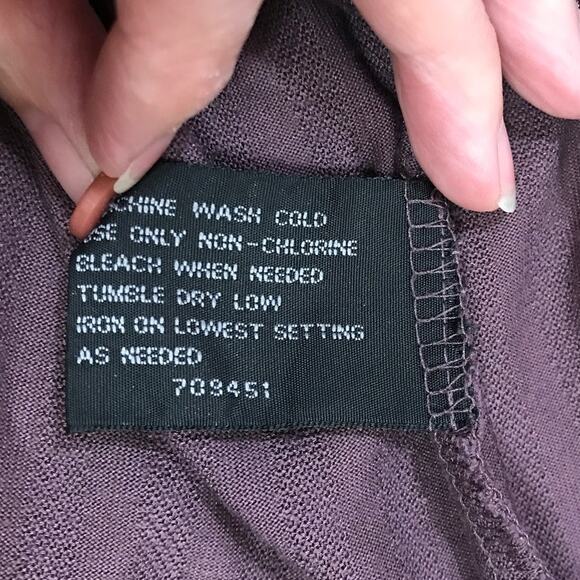 CHINE WASH COLD
SE ONLY NON-CHLORINE
BLEACH WHEN NEEDED
TUMBLE DRY LOW
IRON ON LOWEST SETTING
AS NEEDED
709451